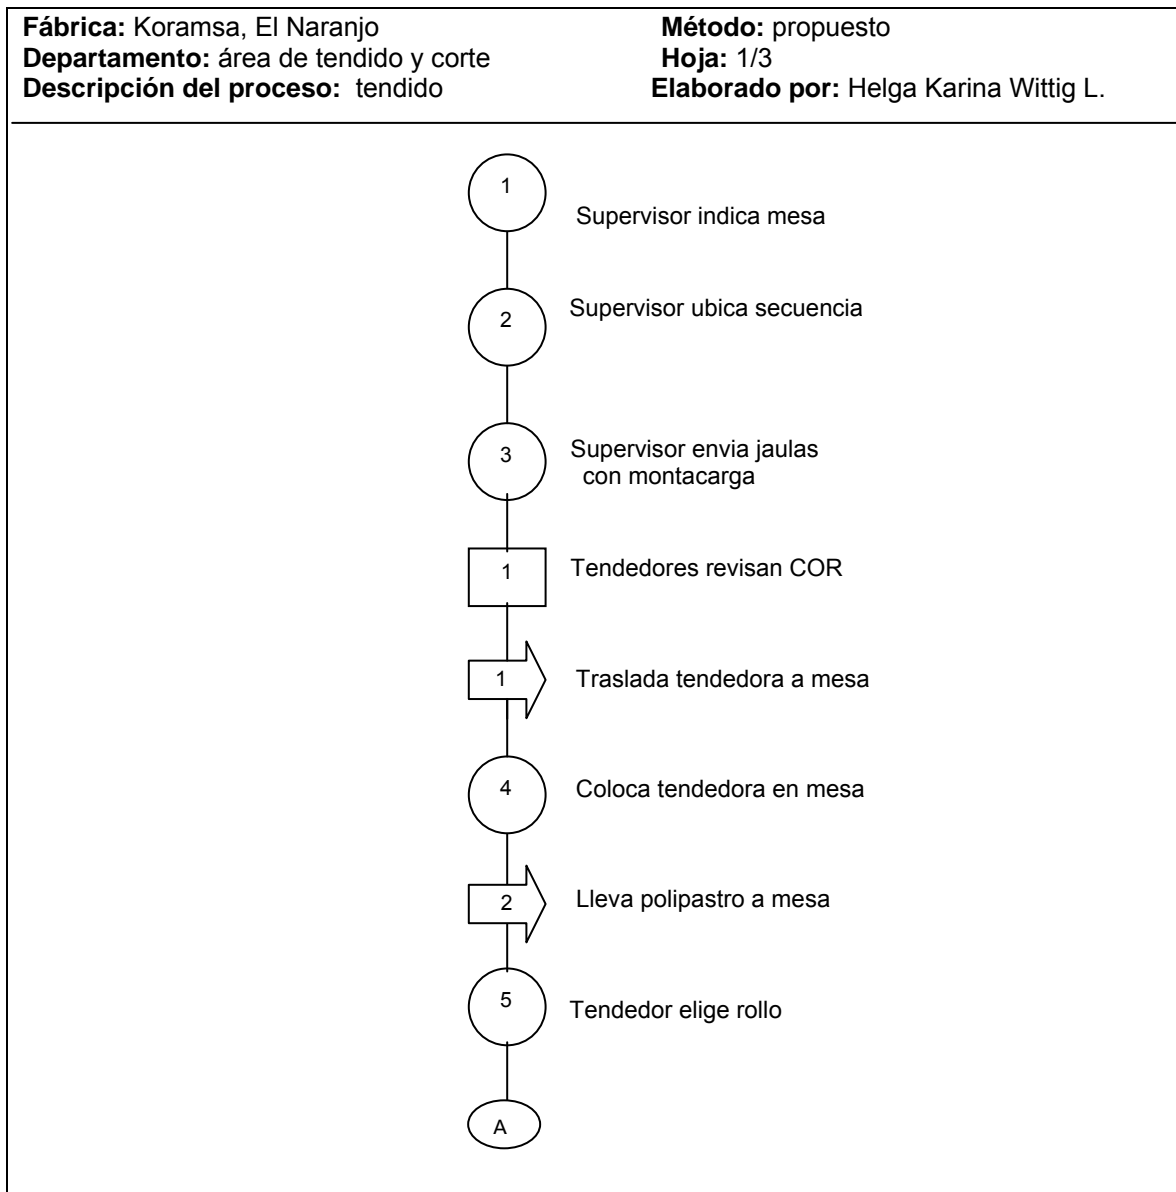 Fábrica: Koramsa, El Naranjo Método: propuesto
Departamento: área de tendido y corte Hoja: 1/3
Descripción del proceso: tendido Elaborado por: Helga Karina Wittig L.
1
Supervisor indica mesa
2
Supervisor ubica secuencia
3
Supervisor envia jaulas
con montacarga
1
Tendedores revisan COR
1
Traslada tendedora a mesa
4
Coloca tendedora en mesa
2
Lleva polipastro a mesa
5
Tendedor elige rollo
A